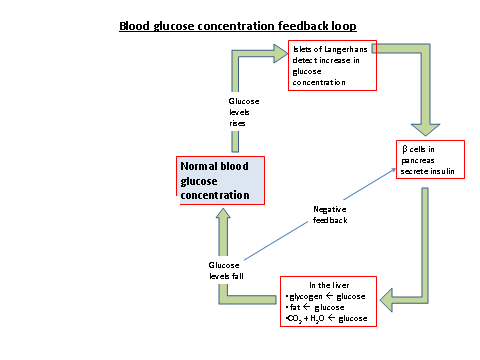 Blood glucose concentration feedback loop
Islets of Langerhans
detect increase in
glucose
concentration
Glucose
levels
rises
β cells in
pancreas
secrete insulin
Normal blood
glucose
concentration
Negative
feedback
Glucose
levels fall
In the liver
•glycogen ← glucose
•fat ← glucose
•CO₂ + H₂O ← glucose